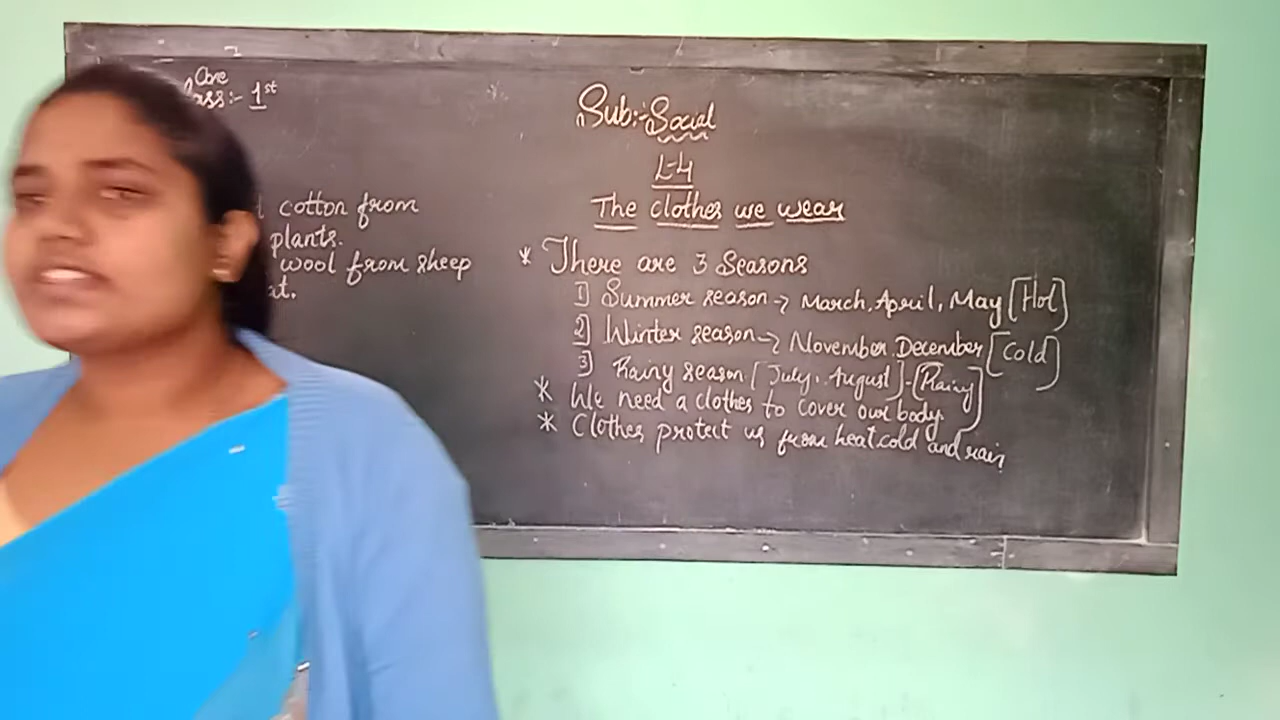 One
1st
cotton from
plants.
wool from sheep
Sub:- Social
L-4
The clothes we wear
* There are 3 Seasons
1] Summer season → March, April, May [Hot]
2] Winter season → November, December [Cold]
3] Rainy season [July, August]. [Rainy]
* We need a clothes to cover our body.
* Clothes protect us from heat, cold and rain